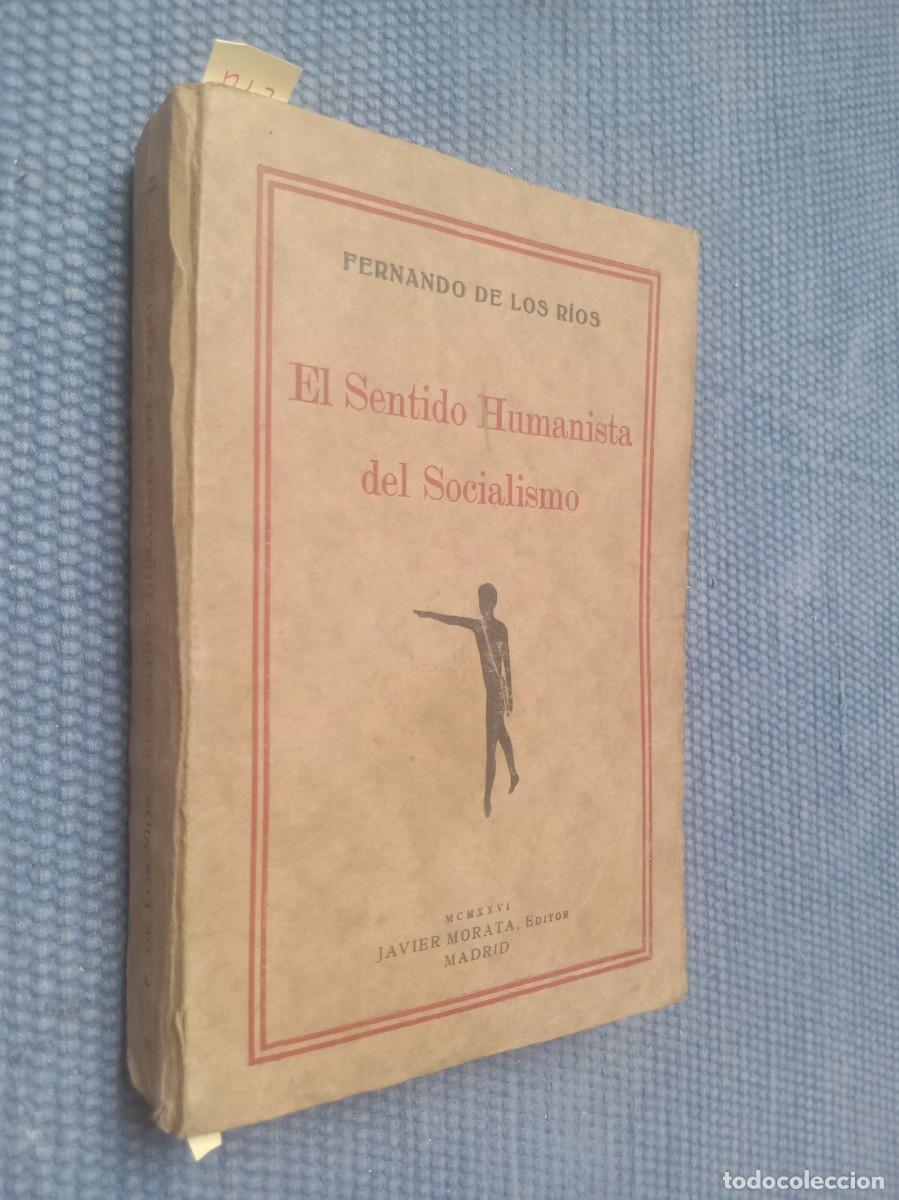 FERNANDO DE LOS RÍOS
El Sentido Humanista
del Socialismo
MCMXXVI
JAVIER MORATA, EDITOR
MADRID
todocoleccion